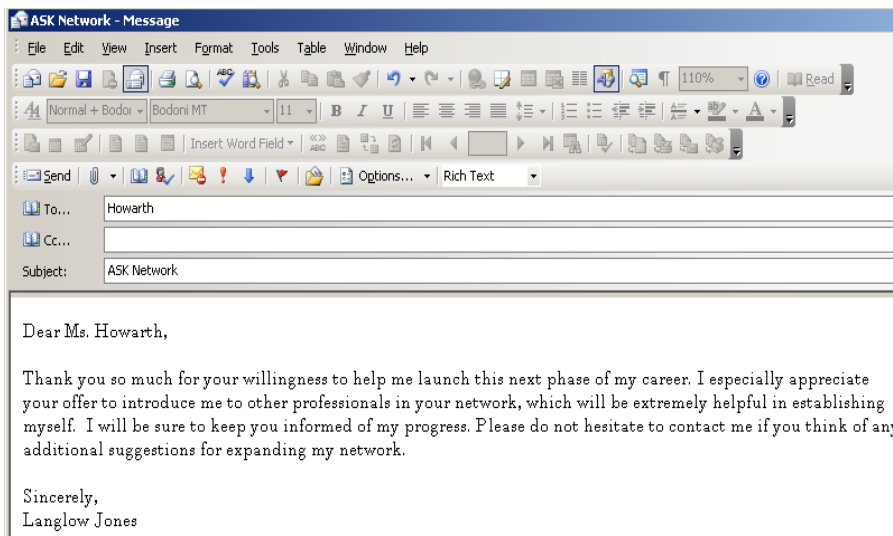 ASK Network - Message
File Edit View Insert Format Tools Table Window Help
110% Read
Normal + Bodoi Bodoni MT 11 B I U A
Insert Word Field ABC
Send Options... Rich Text
To... Howarth
Cc...
Subject: ASK Network
Dear Ms. Howarth,
Thank you so much for your willingness to help me launch this next phase of my career. I especially appreciate
your offer to introduce me to other professionals in your network, which will be extremely helpful in establishing
myself. I will be sure to keep you informed of my progress. Please do not hesitate to contact me if you think of any
additional suggestions for expanding my network.
Sincerely,
Langlow Jones